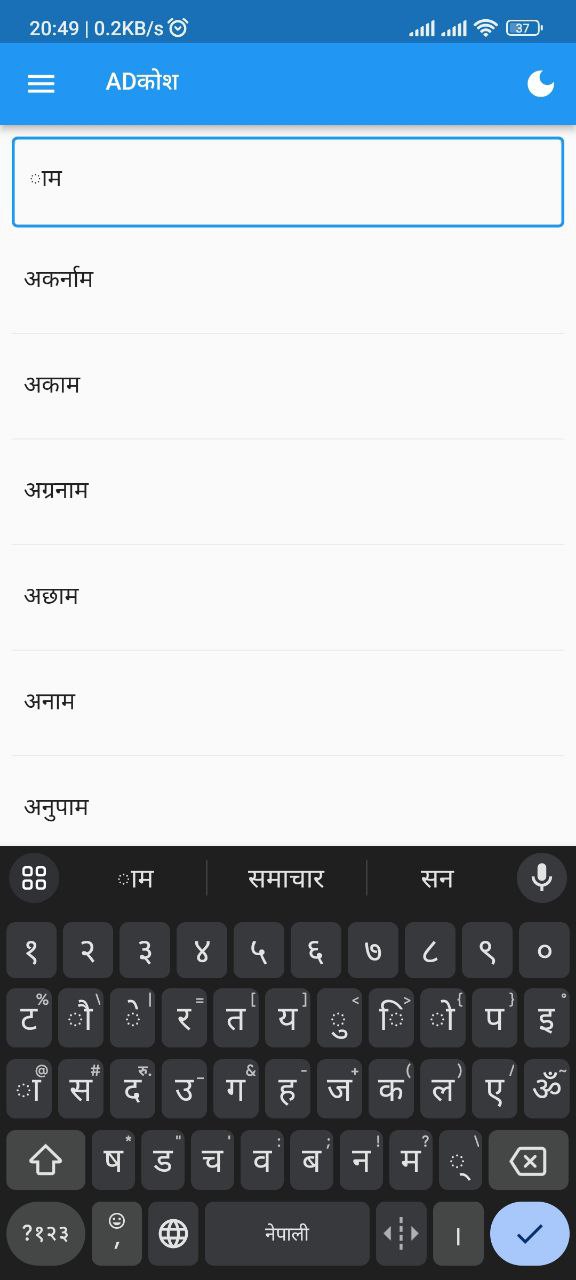 20:49 | 0.2KB/s 37
ADकोश
ाम
अकर्नाम
अकाम
अग्रनाम
अछाम
अनाम
अनुपाम
ाम समाचार सन
१ २ ३ ४ ५ ६ ७ ८ ९ ०
% \ | = [ ] < > { } °
ट ौ े र त य ु ि ो प इ
@ # रु. _ & - + ( ) / ~
ा स द उ ग ह ज क ल ए ॐ
* " ' : ; ! ? \
ष ड च व ब न म ्
?१२३ , नेपाली ।